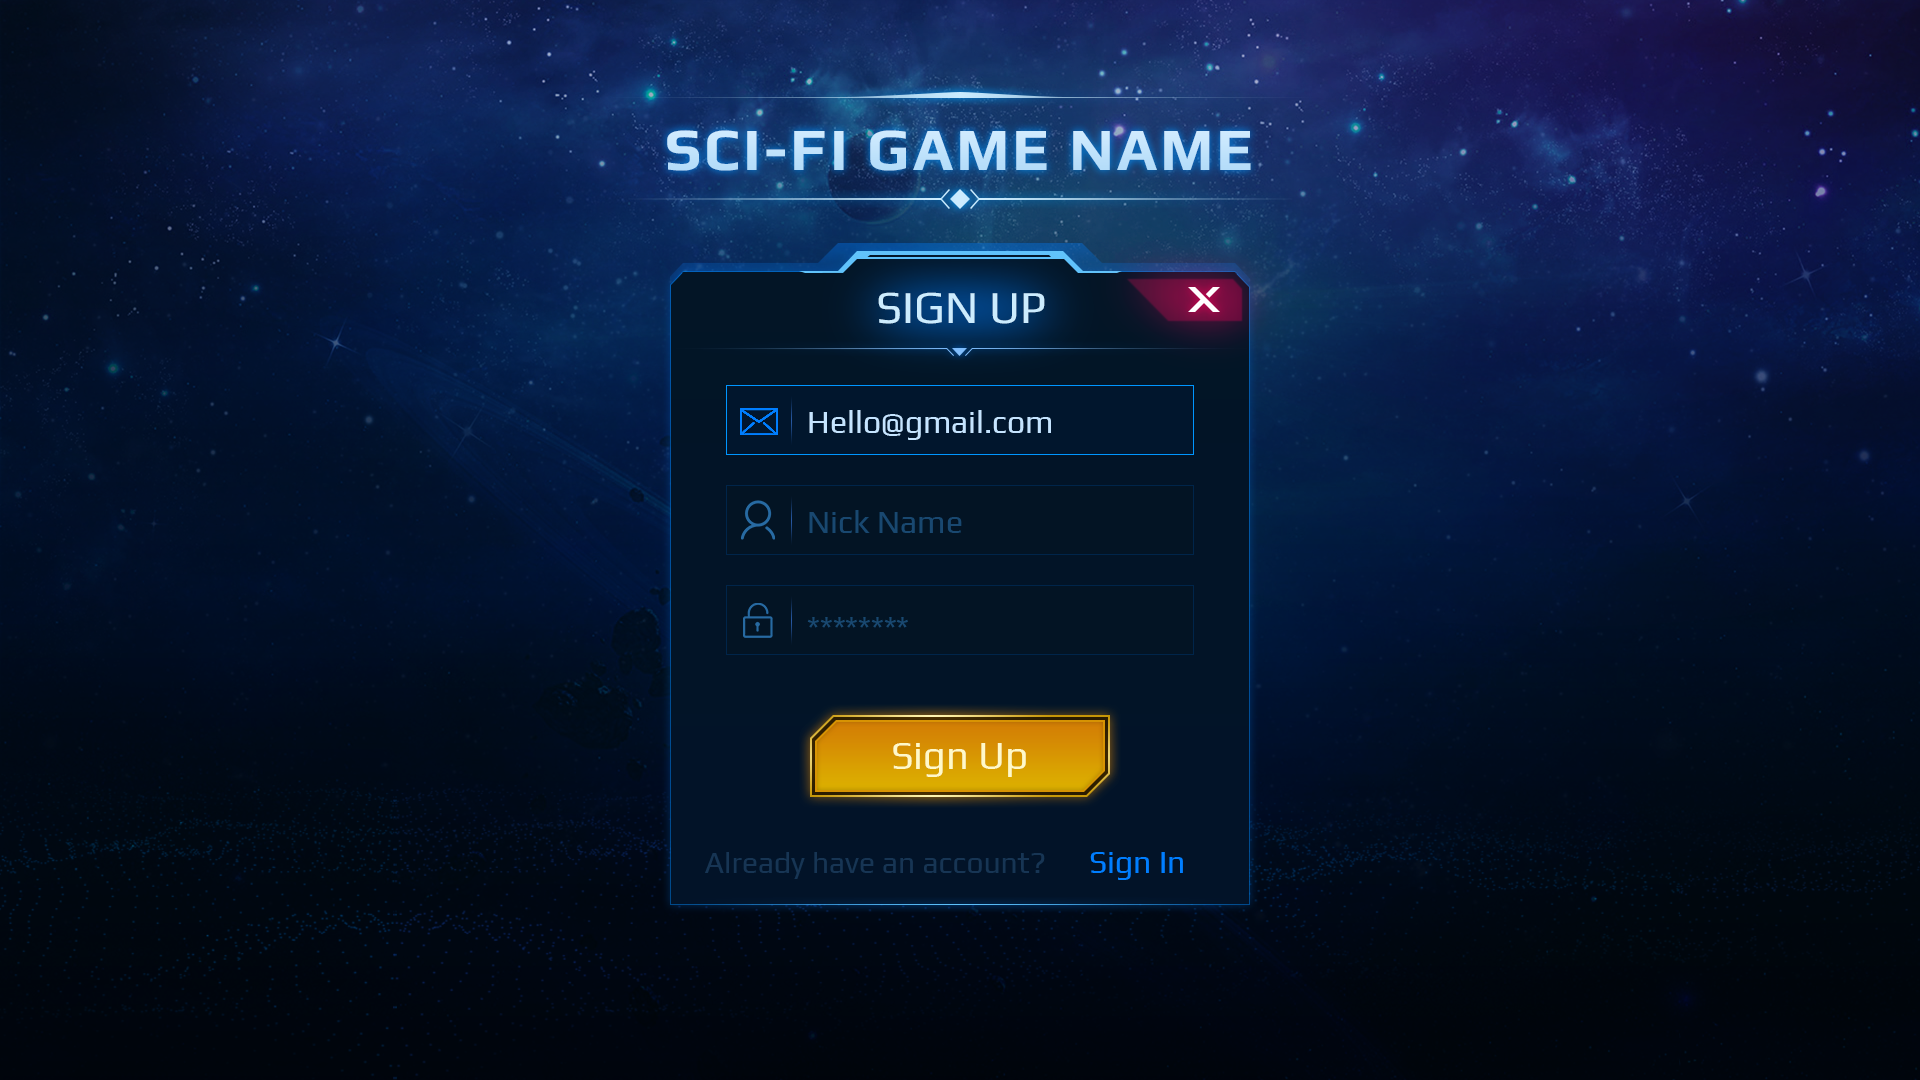 SCI-FI GAME NAME
SIGN UP
X
Hello@gmail.com
Nick Name
********
Sign Up
Already have an account? Sign In